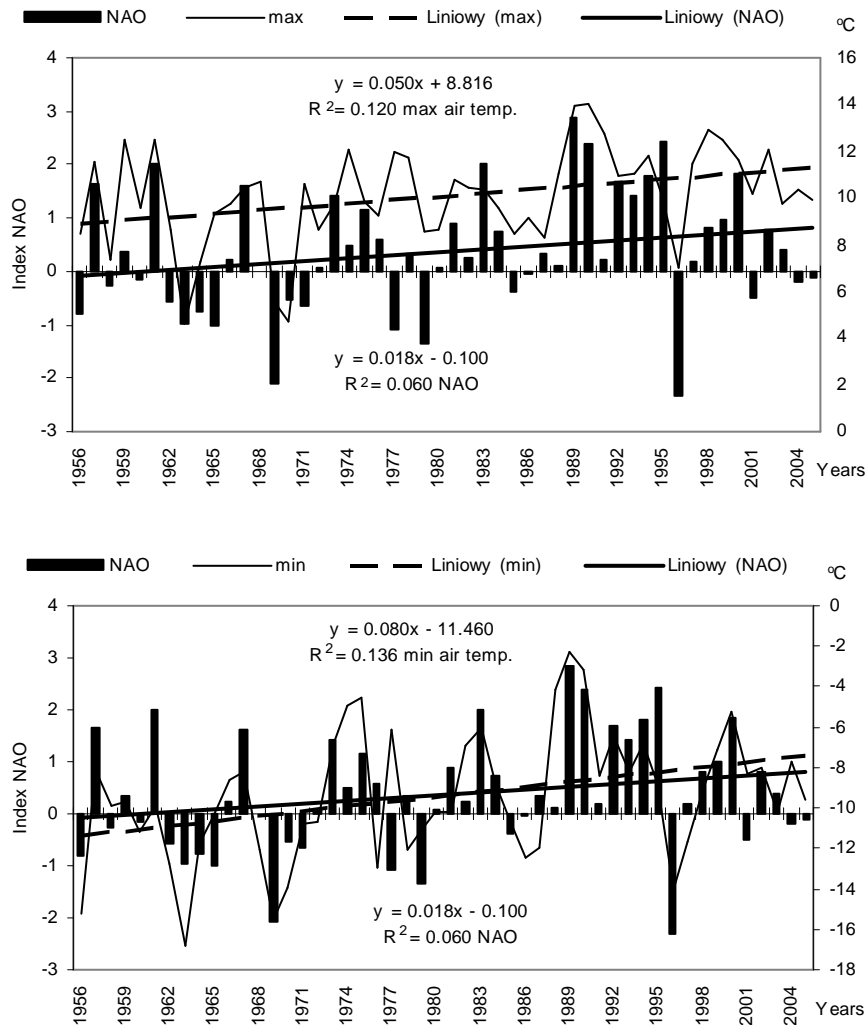 NAO max Liniowy (max) Liniowy (NAO)
°C
4
3
2
1
0
-1
-2
-3
Index NAO
y = 0.050x + 8.816
R² = 0.120 max air temp.
y = 0.018x - 0.100
R² = 0.060 NAO
16
14
12
10
8
6
4
2
0
1956 1959 1962 1965 1968 1971 1974 1977 1980 1983 1986 1989 1992 1995 1998 2001 2004 Years
NAO min Liniowy (min) Liniowy (NAO)
°C
4
3
2
1
0
-1
-2
-3
Index NAO
y = 0.080x - 11.460
R² = 0.136 min air temp.
y = 0.018x - 0.100
R² = 0.060 NAO
0
-2
-4
-6
-8
-10
-12
-14
-16
-18
1956 1959 1962 1965 1968 1971 1974 1977 1980 1983 1986 1989 1992 1995 1998 2001 2004 Years